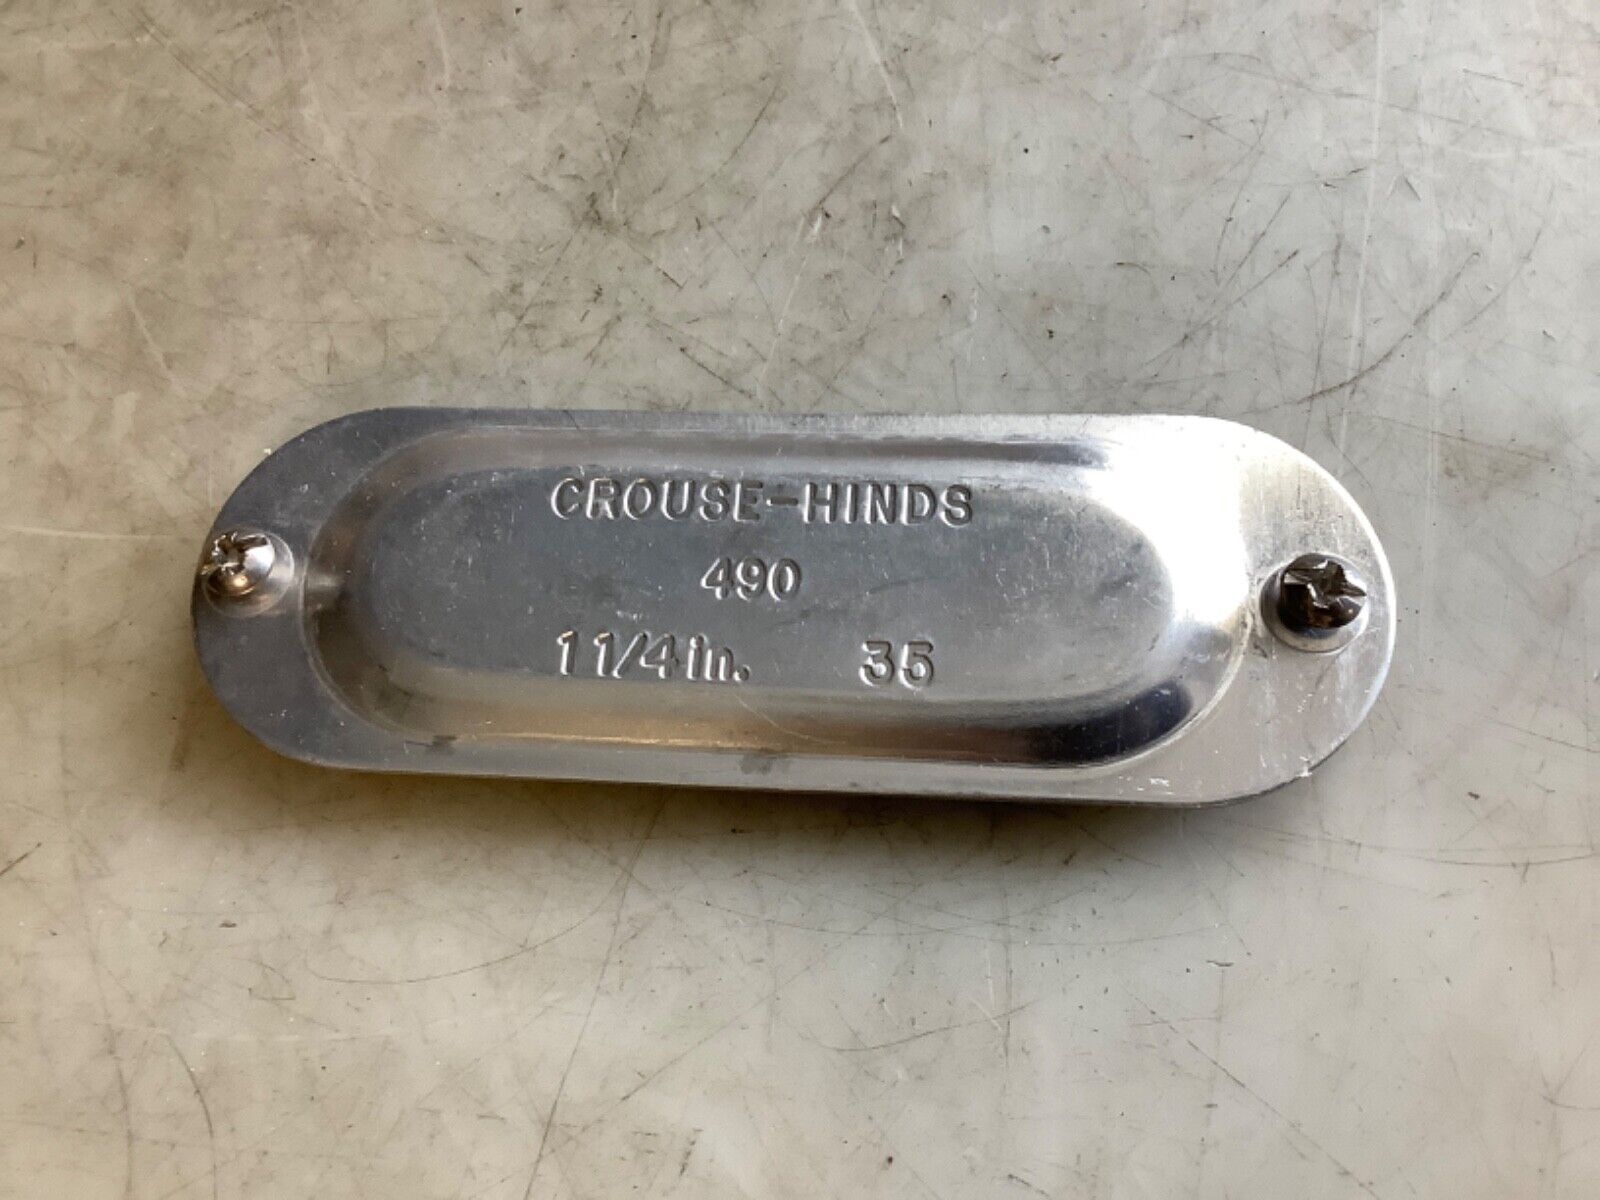 CROUSE-HINDS
490
1 1/4 in. 35